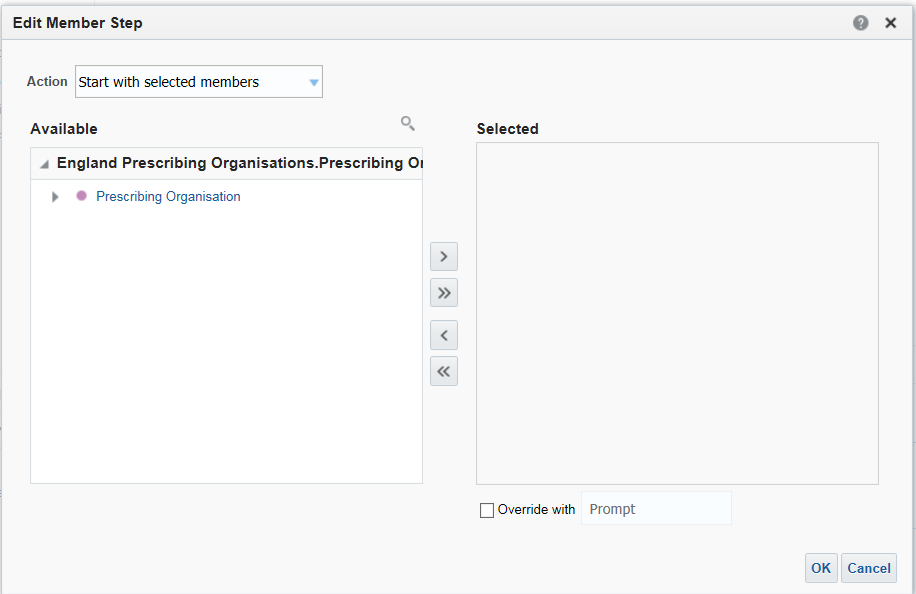 Edit Member Step
Action Start with selected members
Available
Selected
England Prescribing Organisations.Prescribing Or
Prescribing Organisation
Override with Prompt
OK Cancel